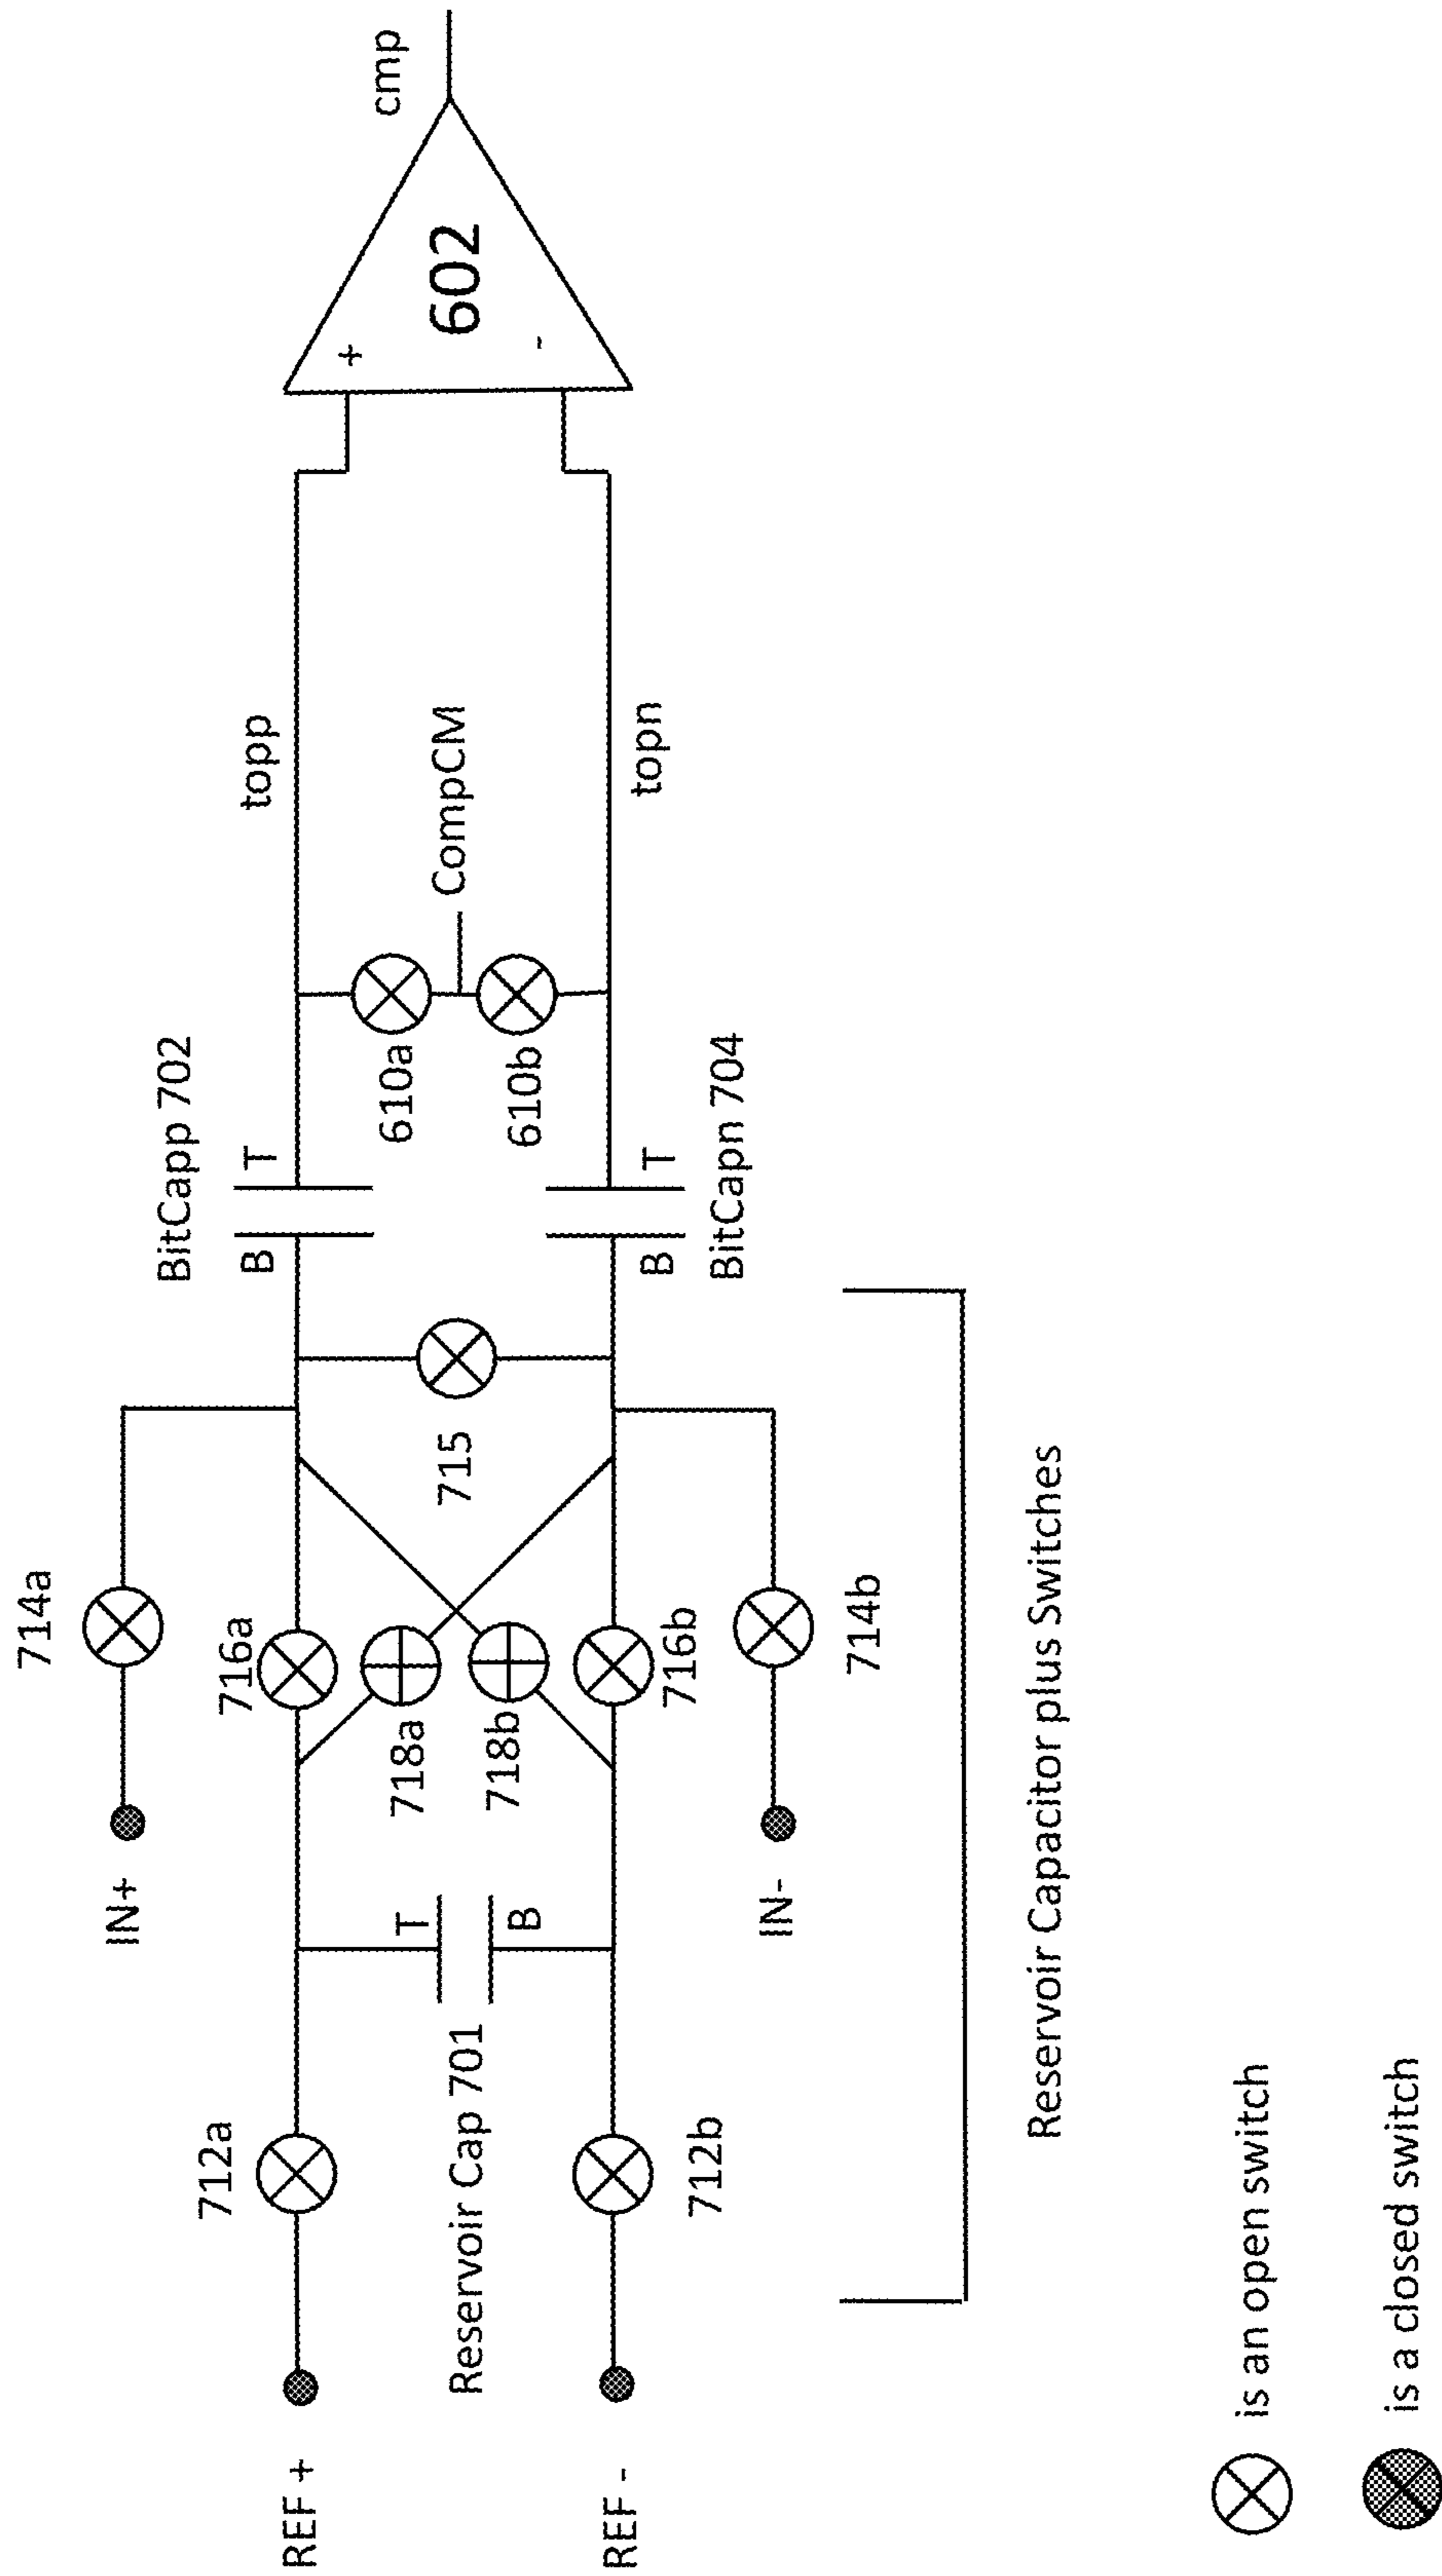 714a
714b
IN+
IN-
716a
716b
718a
718b
712a
712b
REF +
REF -
T
B
Reservoir Cap 701
715
BitCapp 702
B T
B T
BitCapn 704
610a
610b
CompCM
topp
topn
+
-
602
cmp
Reservoir Capacitor plus Switches
is an open switch
is a closed switch